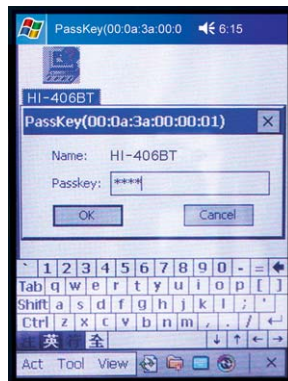 PassKey(00:0a:3a:00:0 6:15
HI-406BT
PassKey(00:0a:3a:00:00:01)
Name: HI-406BT
Passkey: ****
OK Cancel
` 1 2 3 4 5 6 7 8 9 0 - =
Tab q w e r t y u i o p [ ]
Shift a s d f g h j k l ; '
Ctrl z x c v b n m , . /
英 全
Act Tool View